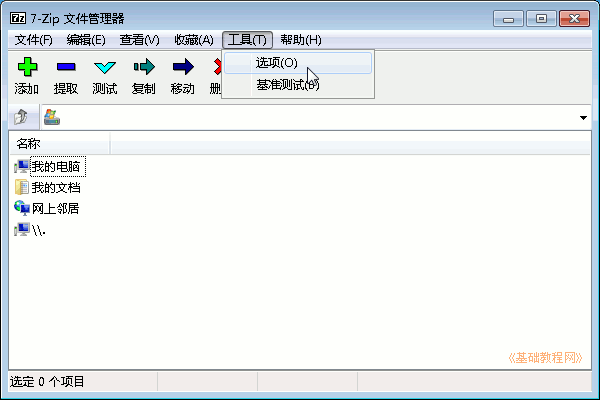 7-Zip 文件管理器
文件(F) 编辑(E) 查看(V) 收藏(A) 工具(T) 帮助(H)
选项(O)
基准测试(B)
添加 提取 测试 复制 移动 删
名称
我的电脑
我的文档
网上邻居
\\.
《基础教程网》
选定 0 个项目